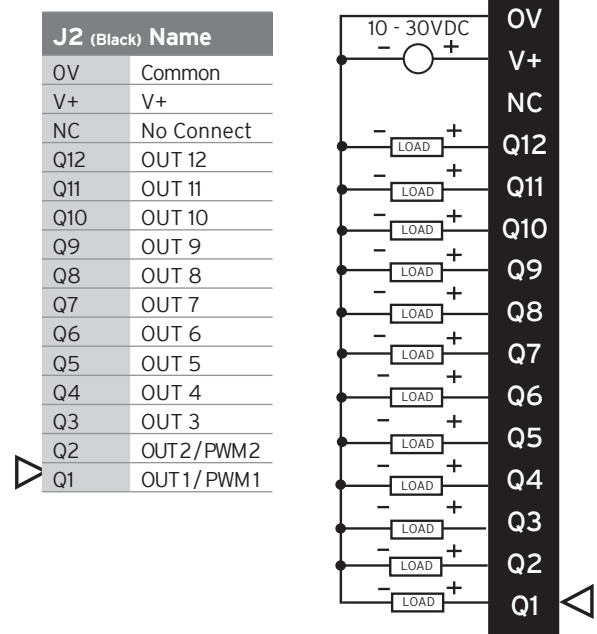 J2 (Black) Name
0V Common
V+ V+
NC No Connect
Q12 OUT 12
Q11 OUT 11
Q10 OUT 10
Q9 OUT 9
Q8 OUT 8
Q7 OUT 7
Q6 OUT 6
Q5 OUT 5
Q4 OUT 4
Q3 OUT 3
Q2 OUT2/PWM2
Q1 OUT1/PWM1
0V
10 - 30VDC
- + V+
NC
- LOAD + Q12
- LOAD + Q11
- LOAD + Q10
- LOAD + Q9
- LOAD + Q8
- LOAD + Q7
- LOAD + Q6
- LOAD + Q5
- LOAD + Q4
- LOAD + Q3
- LOAD + Q2
- LOAD + Q1